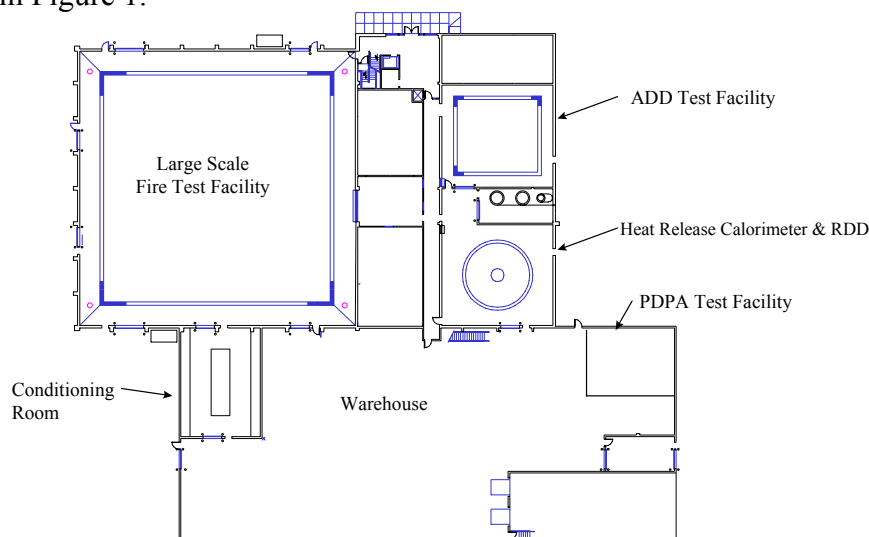 in Figure 1.
ADD Test Facility
Large Scale
Fire Test Facility
Heat Release Calorimeter & RDD
PDPA Test Facility
Conditioning
Room
Warehouse